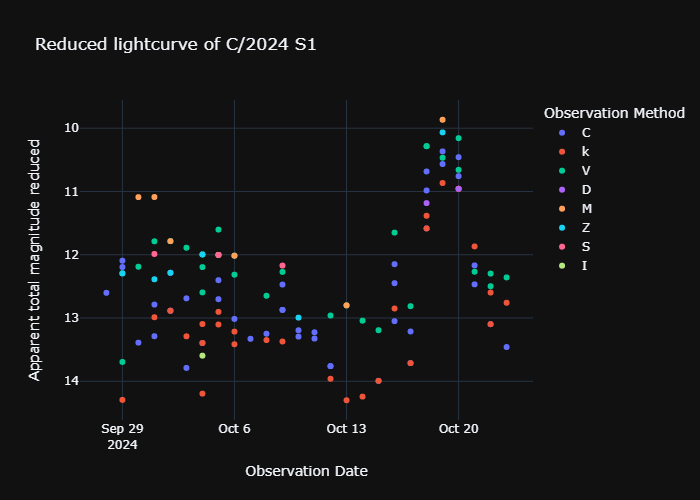 Reduced lightcurve of C/2024 S1
Observation Method
C
k
V
D
M
Z
S
I
Apparent total magnitude reduced
10
11
12
13
14
Sep 29
2024
Oct 6
Oct 13
Oct 20
Observation Date